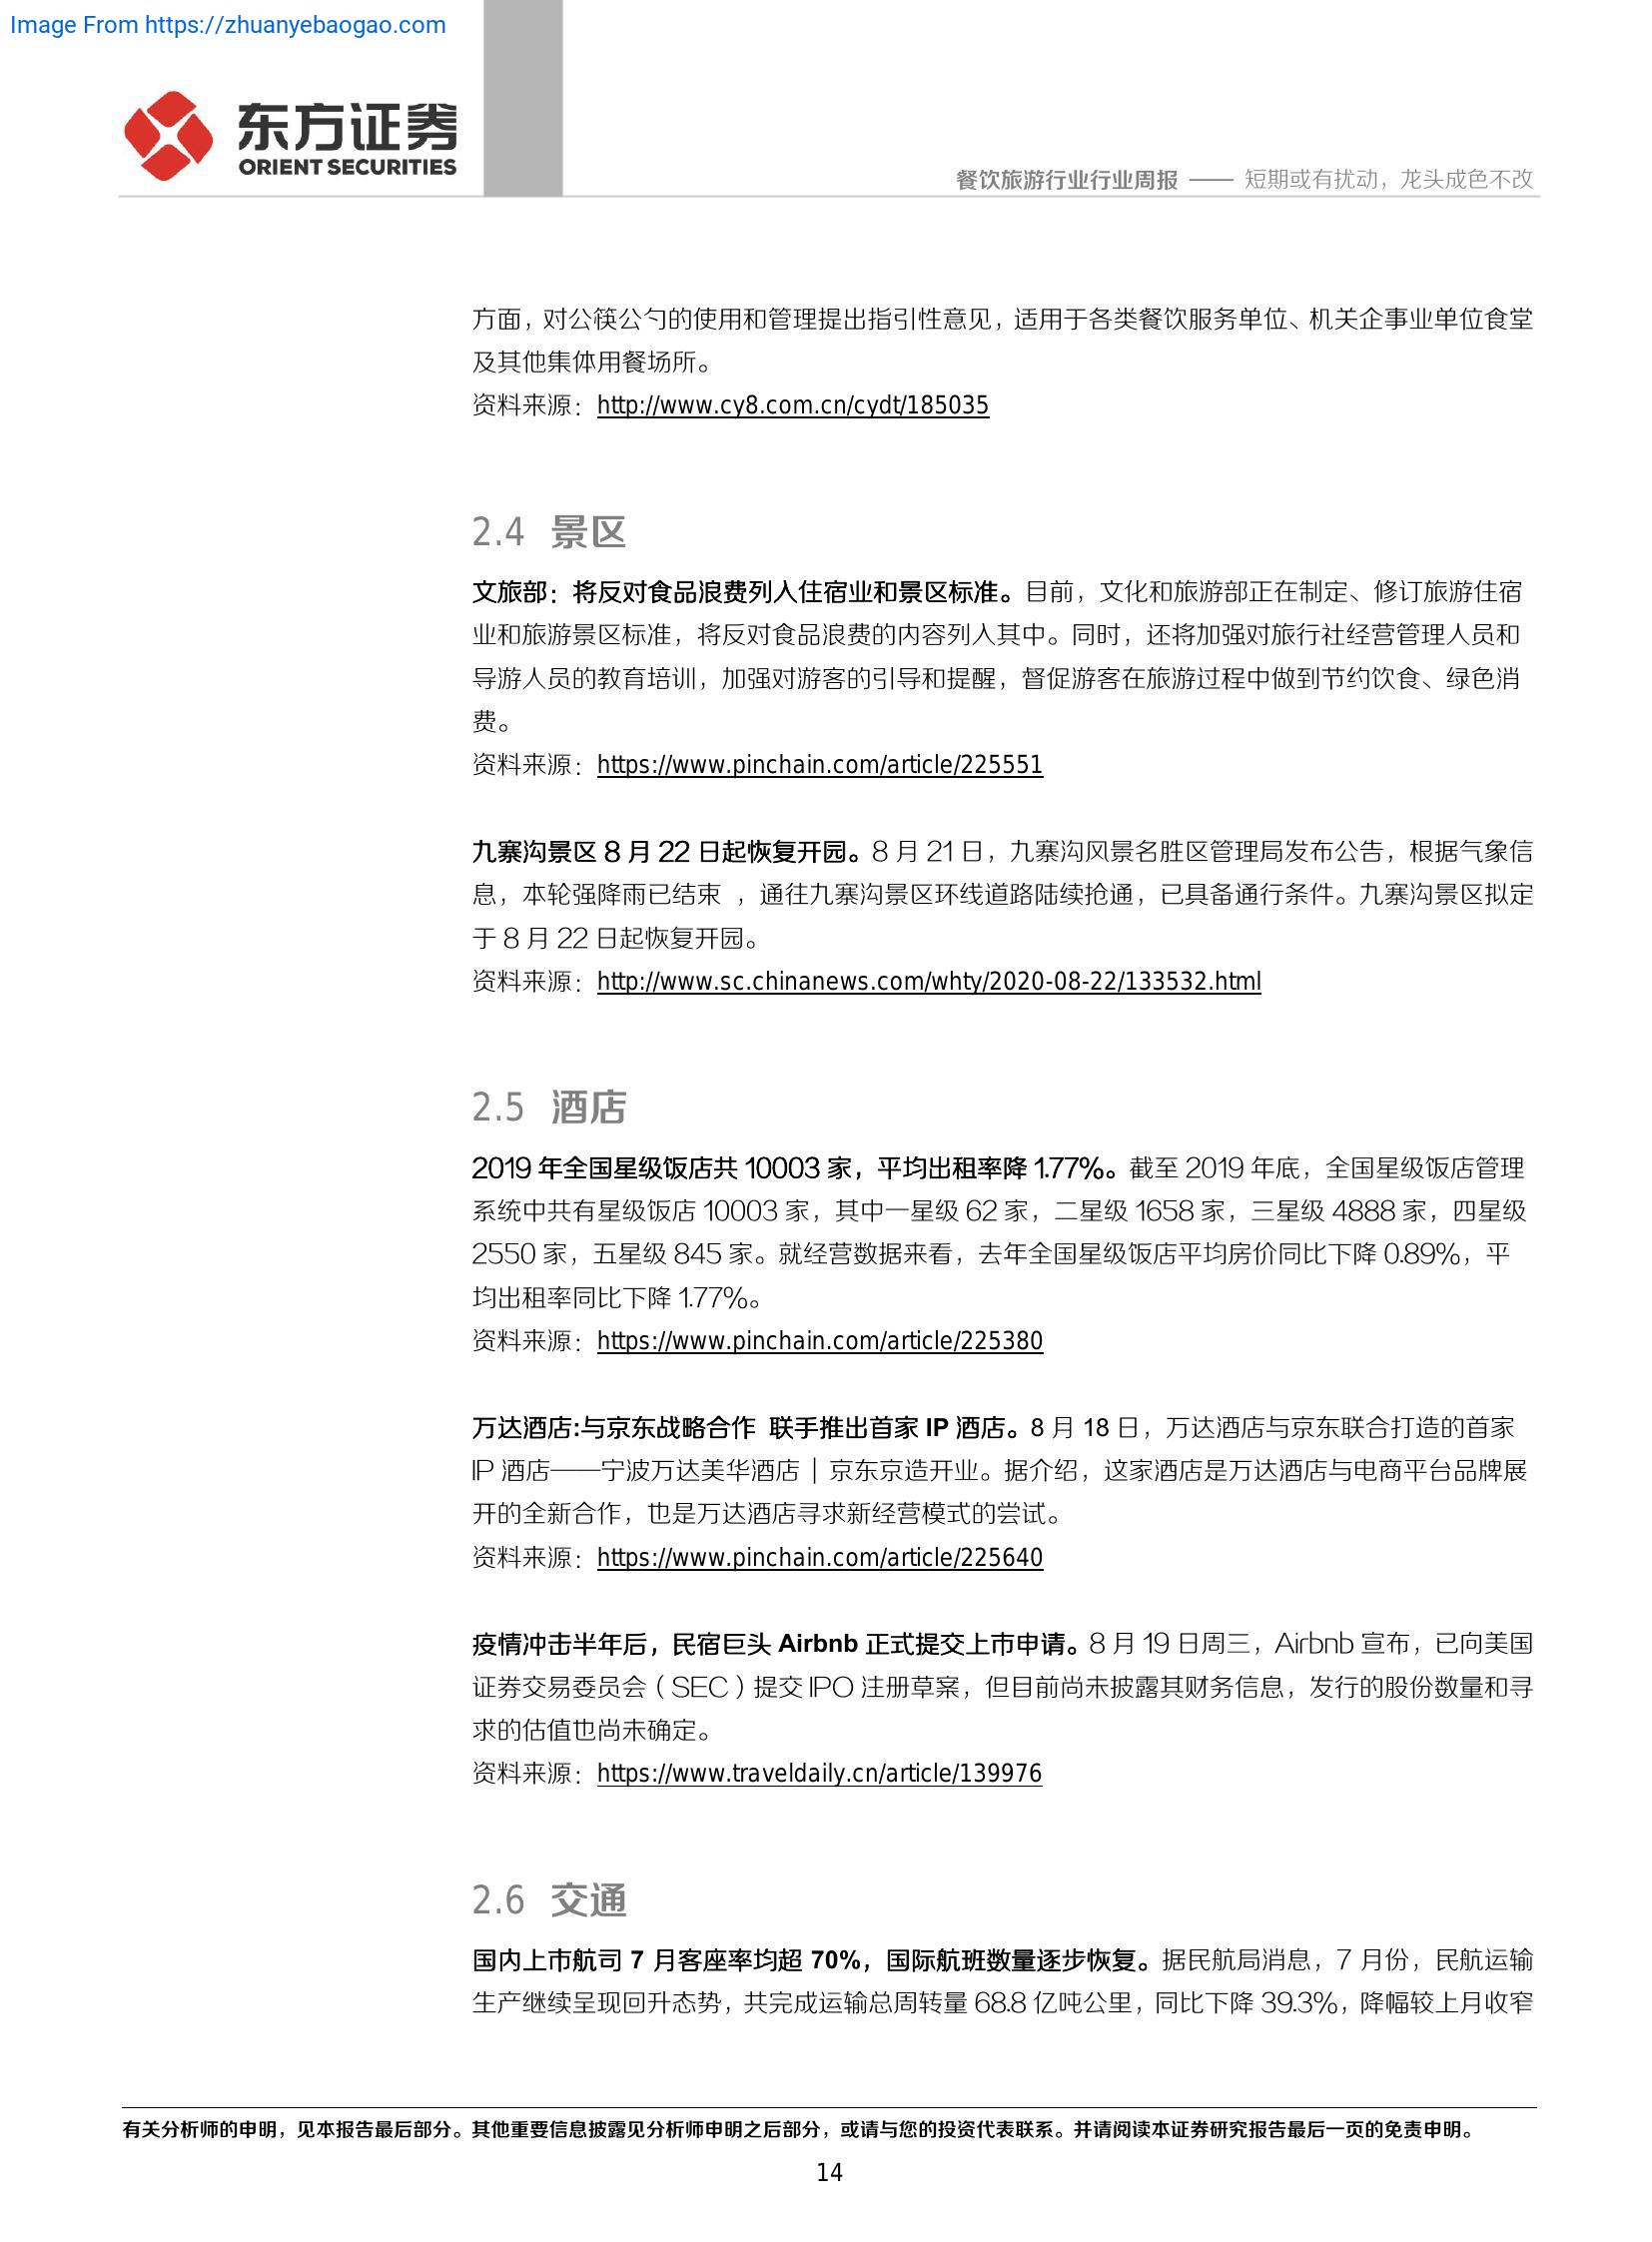 Image From https://zhuanyebaogao.com
东方证券
ORIENT SECURITIES
餐饮旅游行业行业周报 —— 短期或有扰动，龙头成色不改
方面，对公筷公勺的使用和管理提出指引性意见，适用于各类餐饮服务单位、机关企事业单位食堂
及其他集体用餐场所。
资料来源：http://www.cy8.com.cn/cydt/185035
2.4 景区
文旅部：将反对食品浪费列入住宿业和景区标准。目前，文化和旅游部正在制定、修订旅游住宿
业和旅游景区标准，将反对食品浪费的内容列入其中。同时，还将加强对旅行社经营管理人员和
导游人员的教育培训，加强对游客的引导和提醒，督促游客在旅游过程中做到节约饮食、绿色消
费。
资料来源：https://www.pinchain.com/article/225551
九寨沟景区 8 月 22 日起恢复开园。8 月 21 日，九寨沟风景名胜区管理局发布公告，根据气象信
息，本轮强降雨已结束 ，通往九寨沟景区环线道路陆续抢通，已具备通行条件。九寨沟景区拟定
于 8 月 22 日起恢复开园。
资料来源：http://www.sc.chinanews.com/whty/2020-08-22/133532.html
2.5 酒店
2019 年全国星级饭店共 10003 家，平均出租率降 1.77%。截至 2019 年底，全国星级饭店管理
系统中共有星级饭店 10003 家，其中一星级 62 家，二星级 1658 家，三星级 4888 家，四星级
2550 家，五星级 845 家。就经营数据来看，去年全国星级饭店平均房价同比下降 0.89%，平
均出租率同比下降 1.77%。
资料来源：https://www.pinchain.com/article/225380
万达酒店:与京东战略合作 联手推出首家 IP 酒店。8 月 18 日，万达酒店与京东联合打造的首家
IP 酒店——宁波万达美华酒店 | 京东京造开业。据介绍，这家酒店是万达酒店与电商平台品牌展
开的全新合作，也是万达酒店寻求新经营模式的尝试。
资料来源：https://www.pinchain.com/article/225640
疫情冲击半年后，民宿巨头 Airbnb 正式提交上市申请。8 月 19 日周三，Airbnb 宣布，已向美国
证券交易委员会（SEC）提交 IPO 注册草案，但目前尚未披露其财务信息，发行的股份数量和寻
求的估值也尚未确定。
资料来源：https://www.traveldaily.cn/article/139976
2.6 交通
国内上市航司 7 月客座率均超 70%，国际航班数量逐步恢复。据民航局消息，7 月份，民航运输
生产继续呈现回升态势，共完成运输总周转量 68.8 亿吨公里，同比下降 39.3%，降幅较上月收窄
有关分析师的申明，见本报告最后部分。其他重要信息披露见分析师申明之后部分，或请与您的投资代表联系。并请阅读本证券研究报告最后一页的免责申明。
14